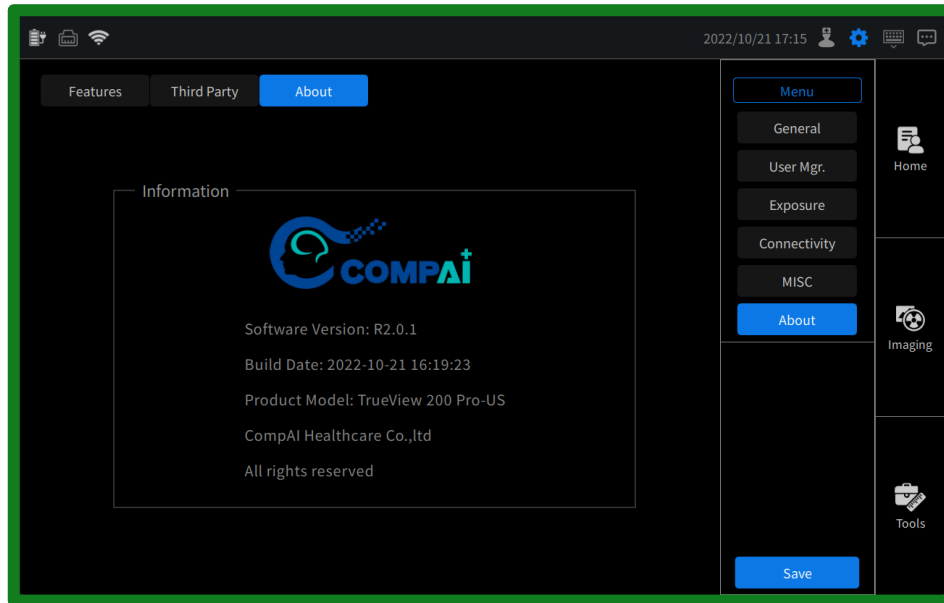 2022/10/21 17:15
Features
Third Party
About
Information
COMPAi
Software Version: R2.0.1
Build Date: 2022-10-21 16:19:23
Product Model: TrueView 200 Pro-US
CompAI Healthcare Co.,ltd
All rights reserved
Menu
General
User Mgr.
Exposure
Connectivity
MISC
About
Save
Home
Imaging
Tools